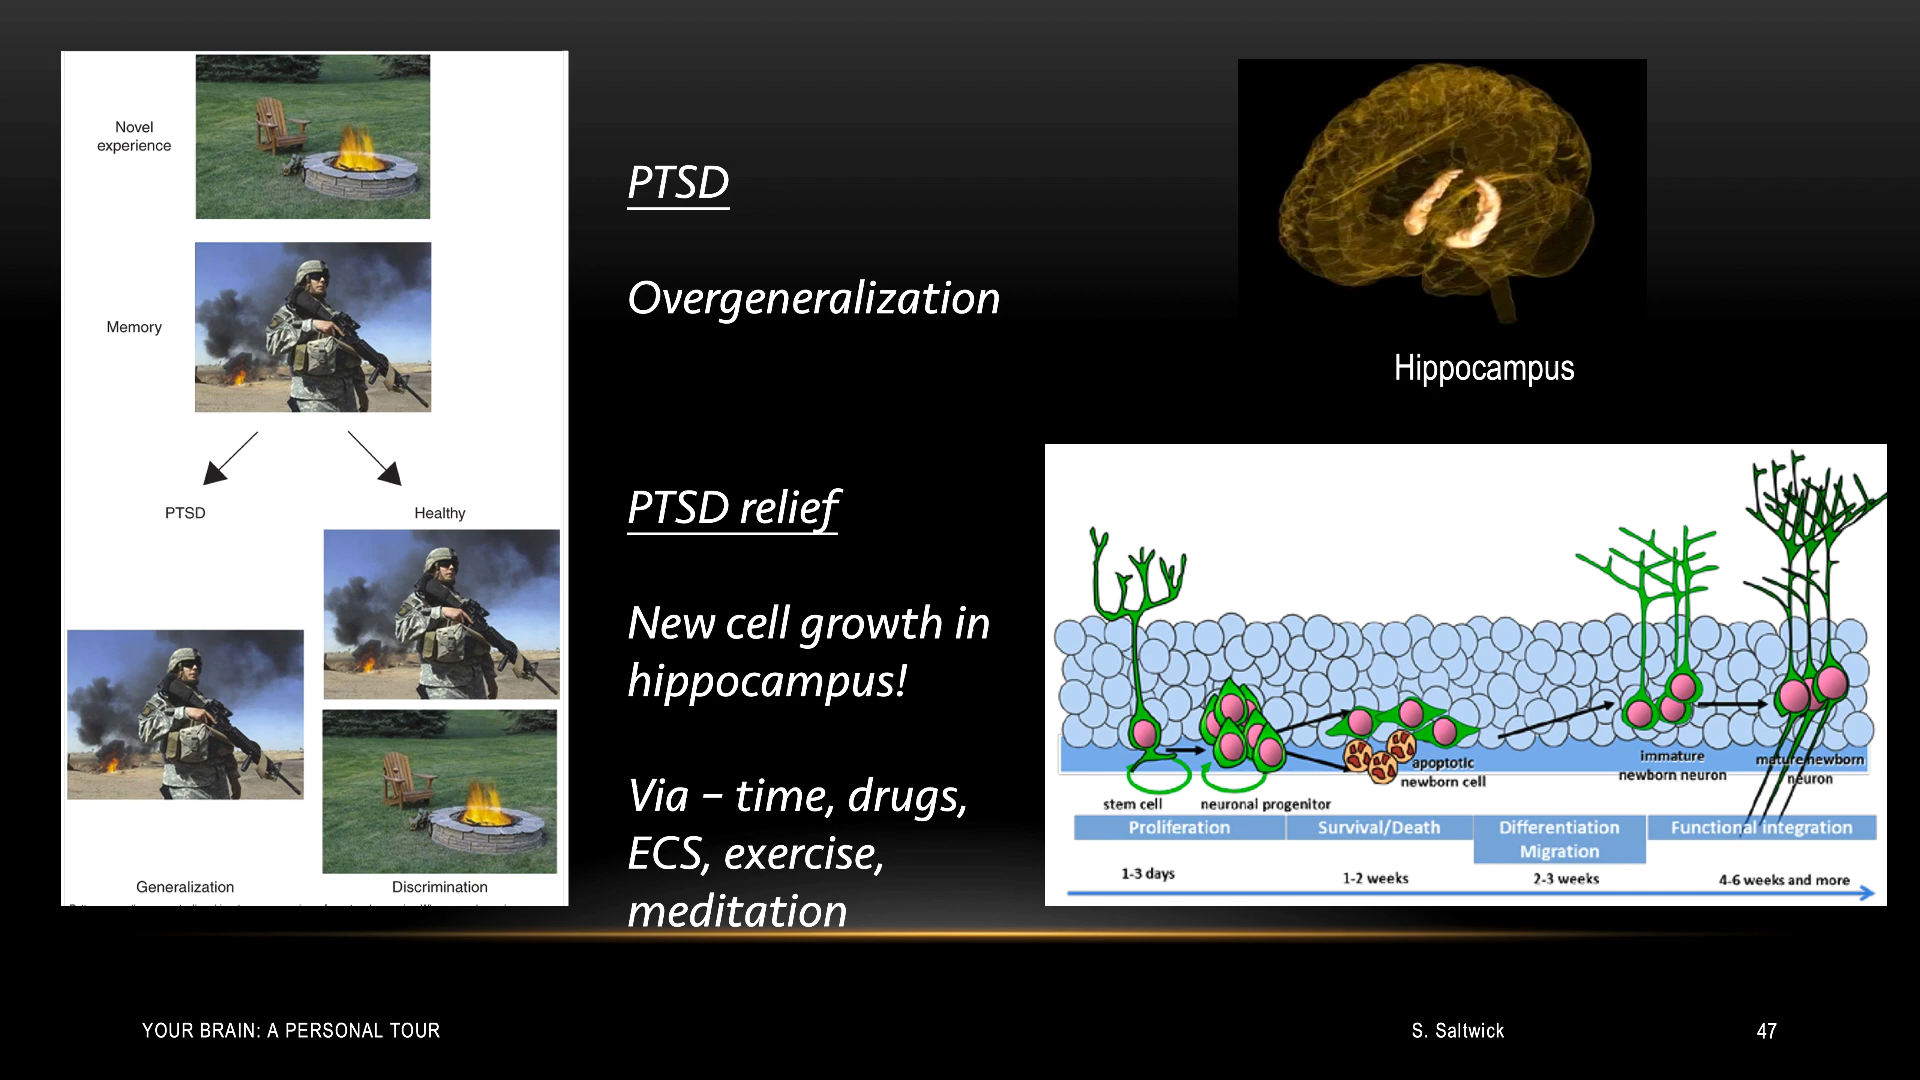 Novel
experience
Memory
PTSD
Healthy
Generalization
Discrimination
PTSD
Overgeneralization
PTSD relief
New cell growth in
hippocampus!
Via – time, drugs,
ECS, exercise,
meditation
Hippocampus
apoptotic
newborn cell
immature
newborn neuron
mature newborn
neuron
stem cell
neuronal progenitor
Proliferation
Survival/Death
Differentiation
Migration
Functional integration
1-3 days
1-2 weeks
2-3 weeks
4-6 weeks and more
YOUR BRAIN: A PERSONAL TOUR
S. Saltwick
47